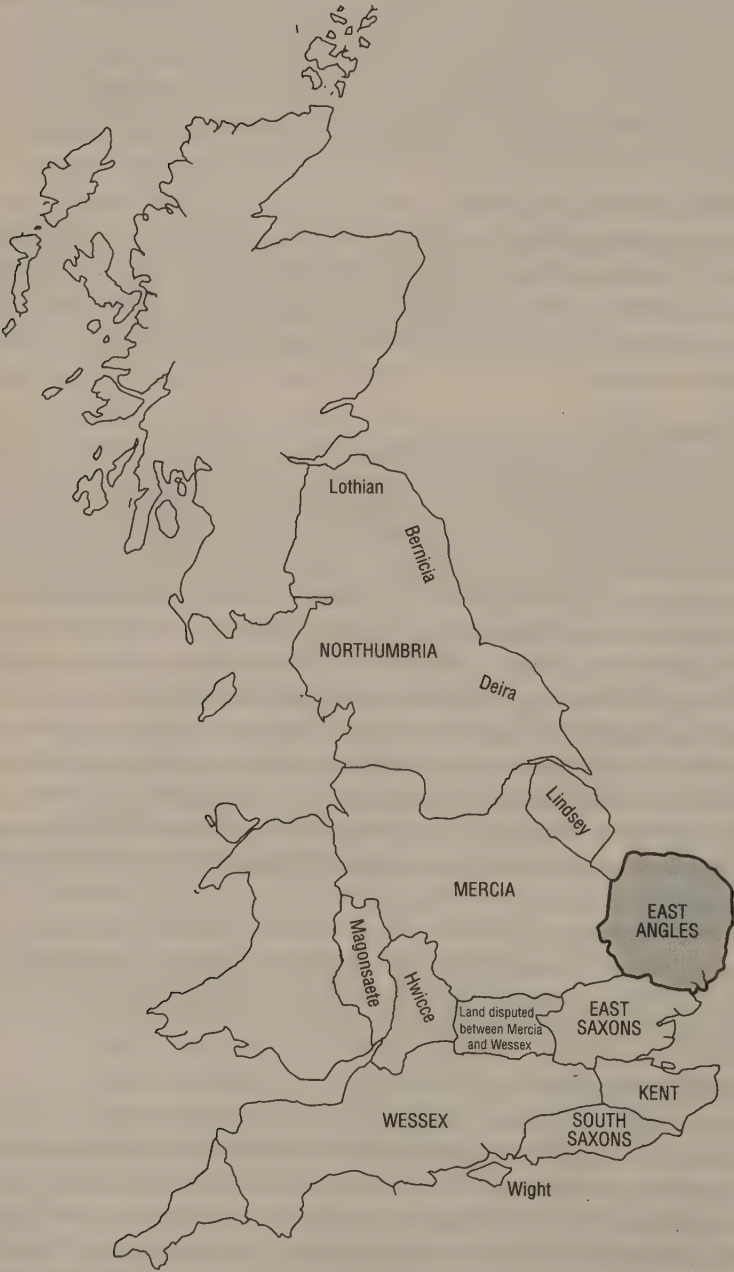 Lothian
Bernicia
NORTHUMBRIA
Deira
Lindsey
MERCIA
EAST
ANGLES
Magonsaete
Hwicce
Land disputed
between Mercia
and Wessex
EAST
SAXONS
KENT
WESSEX
SOUTH
SAXONS
Wight